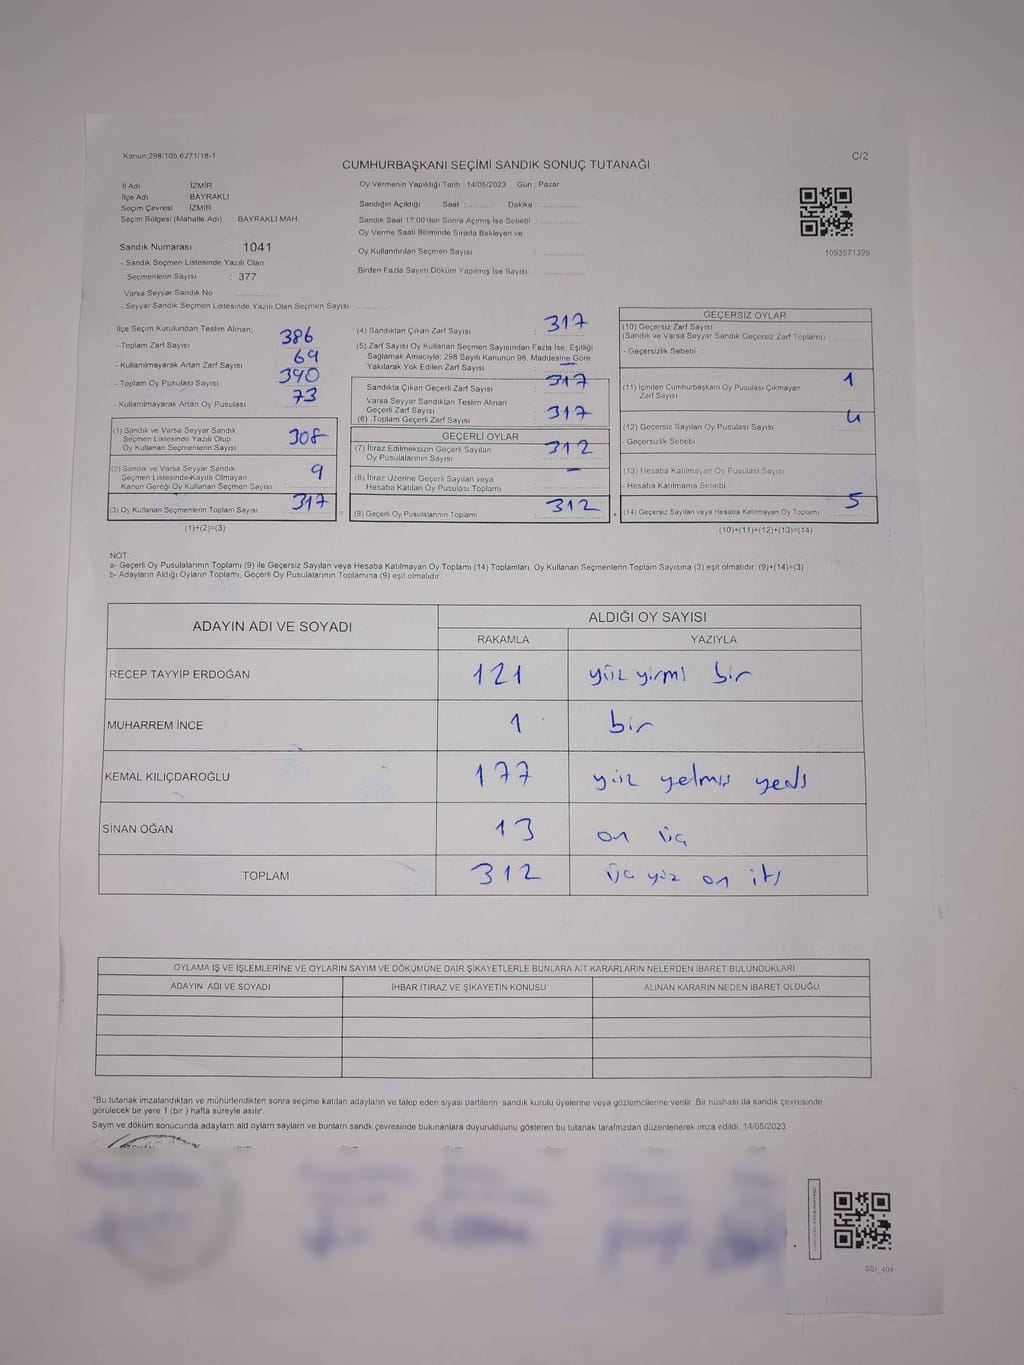 Kanun;298/105;6271/18-1
C/2
CUMHURBAŞKANI SEÇİMİ SANDIK SONUÇ TUTANAĞI
İl Adı : İZMİR
İlçe Adı : BAYRAKLI
Seçim Çevresi : İZMİR
Seçim Bölgesi (Mahalle Adı) : BAYRAKLI MAH.
Sandık Numarası : 1041
- Sandık Seçmen Listesinde Yazılı Olan
Seçmenlerin Sayısı : 377
Varsa Seyyar Sandık No :
- Seyyar Sandık Seçmen Listesinde Yazılı Olan Seçmen Sayısı
Oy Vermenin Yapıldığı Tarih : 14/05/2023 Gün : Pazar
Sandığın Açıldığı Saat : Dakika :
Sandık Saat 17:00'den Sonra Açılmış İse Sebebi :
Oy Verme Saati Bitiminde Sırada Bekleyen ve
Oy Kullandırılan Seçmen Sayısı :
Birden Fazla Sayım Döküm Yapılmış İse Sayısı :
1093571395
İlçe Seçim Kurulundan Teslim Alınan;
- Toplam Zarf Sayısı 386
- Kullanılmayarak Artan Zarf Sayısı 69
- Toplam Oy Pusulası Sayısı 390
- Kullanılmayarak Artan Oy Pusulası 73
(1) Sandık ve Varsa Seyyar Sandık
Seçmen Listesinde Yazılı Olup
Oy Kullanan Seçmenlerin Sayısı 308
(2) Sandık ve Varsa Seyyar Sandık
Seçmen Listesinde Kayıtlı Olmayan
Kanun Gereği Oy Kullanan Seçmen Sayısı 9
(3) Oy Kullanan Seçmenlerin Toplam Sayısı 317
(1)+(2)=(3)
(4) Sandıktan Çıkan Zarf Sayısı : 317
(5) Zarf Sayısı Oy Kullanan Seçmen Sayısından Fazla İse, Eşitliği
Sağlamak Amacıyla; 298 Sayılı Kanunun 98. Maddesine Göre
Yakılarak Yok Edilen Zarf Sayısı : —
Sandıkta Çıkan Geçerli Zarf Sayısı : 317
Varsa Seyyar Sandıktan Teslim Alınan
Geçerli Zarf Sayısı
(6) Toplam Geçerli Zarf Sayısı : 317
GEÇERLİ OYLAR
(7) İtiraz Edilmeksizin Geçerli Sayılan
Oy Pusulalarının Sayısı 312
(8) İtiraz Üzerine Geçerli Sayılan veya
Hesaba Katılan Oy Pusulası Toplamı —
(9) Geçerli Oy Pusulalarının Toplamı 312
GEÇERSİZ OYLAR
(10) Geçersiz Zarf Sayısı
(Sandık ve Varsa Seyyar Sandık Geçersiz Zarf Toplamı)
- Geçersizlik Sebebi :
(11) İçinden Cumhurbaşkanı Oy Pusulası Çıkmayan
Zarf Sayısı 1
(12) Geçersiz Sayılan Oy Pusulası Sayısı 4
- Geçersizlik Sebebi
(13) Hesaba Katılmayan Oy Pusulası Sayısı
- Hesaba Katılmama Sebebi
(14) Geçersiz Sayılan veya Hesaba Katılmayan Oy Toplamı 5
(10)+(11)+(12)+(13)=(14)
NOT
a- Geçerli Oy Pusulalarının Toplamı (9) ile Geçersiz Sayılan veya Hesaba Katılmayan Oy Toplamı (14) Toplamları, Oy Kullanan Seçmenlerin Toplam Sayısına (3) eşit olmalıdır. (9)+(14)=(3)
b- Adayların Aldığı Oyların Toplamı, Geçerli Oy Pusulalarının Toplamına (9) eşit olmalıdır.
ADAYIN ADI VE SOYADI
ALDIĞI OY SAYISI
RAKAMLA YAZIYLA
RECEP TAYYİP ERDOĞAN 121 yüz yirmi bir
MUHARREM İNCE 1 bir
KEMAL KILIÇDAROĞLU 177 yüz yetmiş yedi
SİNAN OĞAN 13 on üç
TOPLAM 312 üç yüz on iki
OYLAMA İŞ VE İŞLEMLERİNE VE OYLARIN SAYIM VE DÖKÜMÜNE DAİR ŞİKAYETLERLE BUNLARA AİT KARARLARIN NELERDEN İBARET BULUNDUKLARI
ADAYIN ADI VE SOYADI İHBAR İTİRAZ VE ŞİKAYETİN KONUSU ALINAN KARARIN NEDEN İBARET OLDUĞU
*Bu tutanak imzalandıktan ve mühürlendikten sonra seçime katılan adayların ve talep eden siyasi partilerin sandık kurulu üyelerine veya gözlemcilerine verilir. Bir nüshası da sandık çevresinde
görülecek bir yere 1 (bir ) hafta süreyle asılır.
Saym ve döküm sonucunda adaylarn ald oylarn saylarn ve bunlarn sandk çevresinde bulunanlara duyurulduunu gösteren bu tutanak tarafmzdan düzenlenerek imza edildi. 14/05/2023
SSI_404